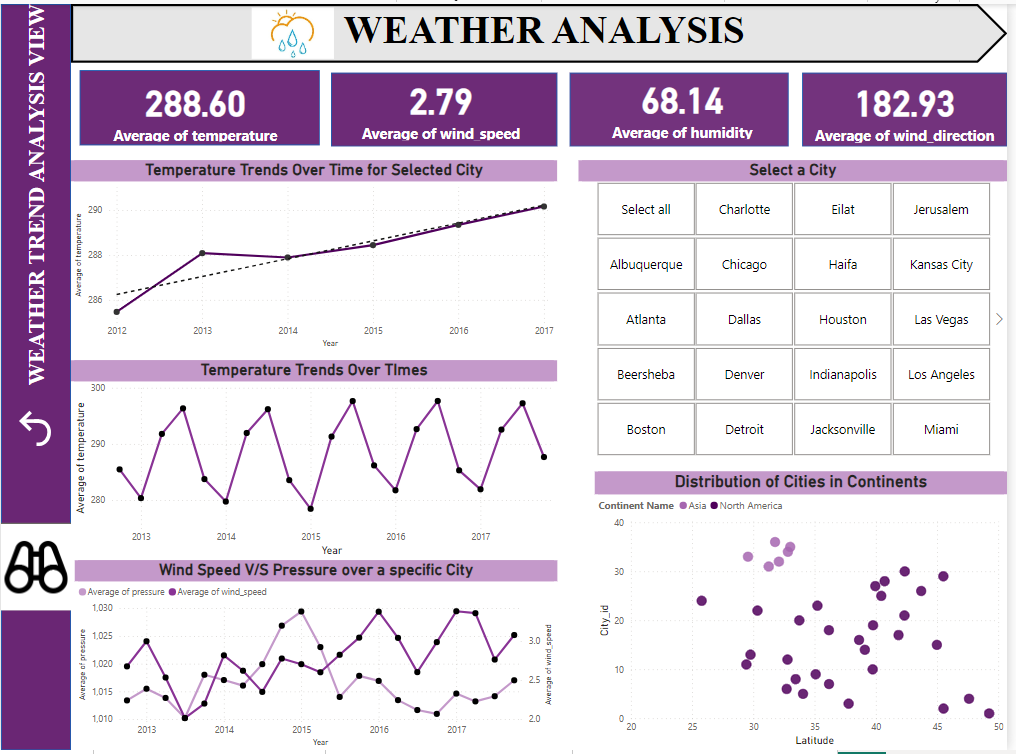 WEATHER TREND ANALYSIS VIEW
WEATHER ANALYSIS
288.60
Average of temperature
2.79
Average of wind_speed
68.14
Average of humidity
182.93
Average of wind_direction
Temperature Trends Over Time for Selected City
Average of temperature
290
288
286
2012 2013 2014 2015 2016 2017
Year
Select a City
Select all Charlotte Eilat Jerusalem
Albuquerque Chicago Haifa Kansas City
Atlanta Dallas Houston Las Vegas
Beersheba Denver Indianapolis Los Angeles
Boston Detroit Jacksonville Miami
Temperature Trends Over TImes
Average of temperature
300
290
280
2013 2014 2015 2016 2017
Year
Wind Speed V/S Pressure over a specific City
Average of pressure Average of wind_speed
Average of pressure
1,030
1,025
1,020
1,015
1,010
3.0
2.5
2.0
Average of wind_speed
2013 2014 2015 2016 2017
Year
Distribution of Cities in Continents
Continent Name Asia North America
City_id
40
30
20
10
0
20 25 30 35 40 45 50
Latitude